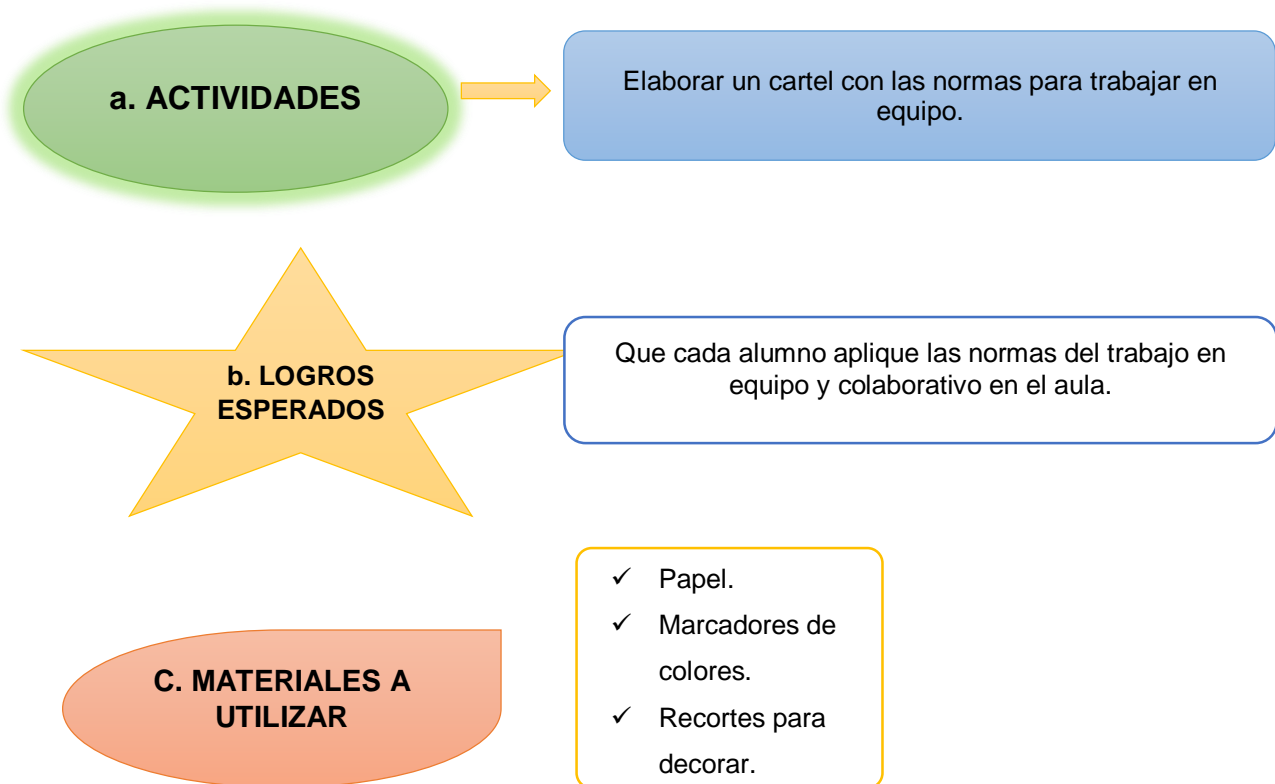 a. ACTIVIDADES
Elaborar un cartel con las normas para trabajar en
equipo.
b. LOGROS
ESPERADOS
Que cada alumno aplique las normas del trabajo en
equipo y colaborativo en el aula.
C. MATERIALES A
UTILIZAR
✓ Papel.
✓ Marcadores de
colores.
✓ Recortes para
decorar.